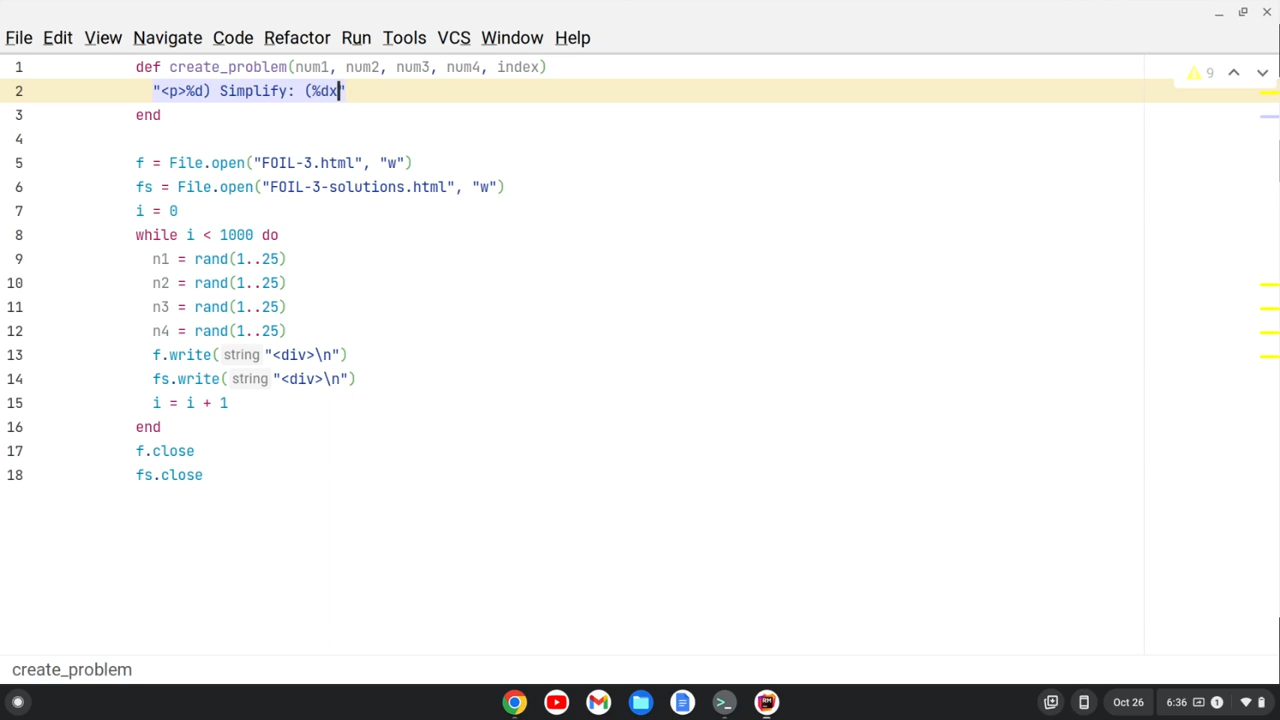 File Edit View Navigate Code Refactor Run Tools VCS Window Help
1 def create_problem(num1, num2, num3, num4, index)
9
2 "<p>%d) Simplify: (%dx"
3 end
4
5 f = File.open("FOIL-3.html", "w")
6 fs = File.open("FOIL-3-solutions.html", "w")
7 i = 0
8 while i < 1000 do
9 n1 = rand(1..25)
10 n2 = rand(1..25)
11 n3 = rand(1..25)
12 n4 = rand(1..25)
13 f.write( string "<div>\n")
14 fs.write( string "<div>\n")
15 i = i + 1
16 end
17 f.close
18 fs.close
create_problem
Oct 26 6:36 1